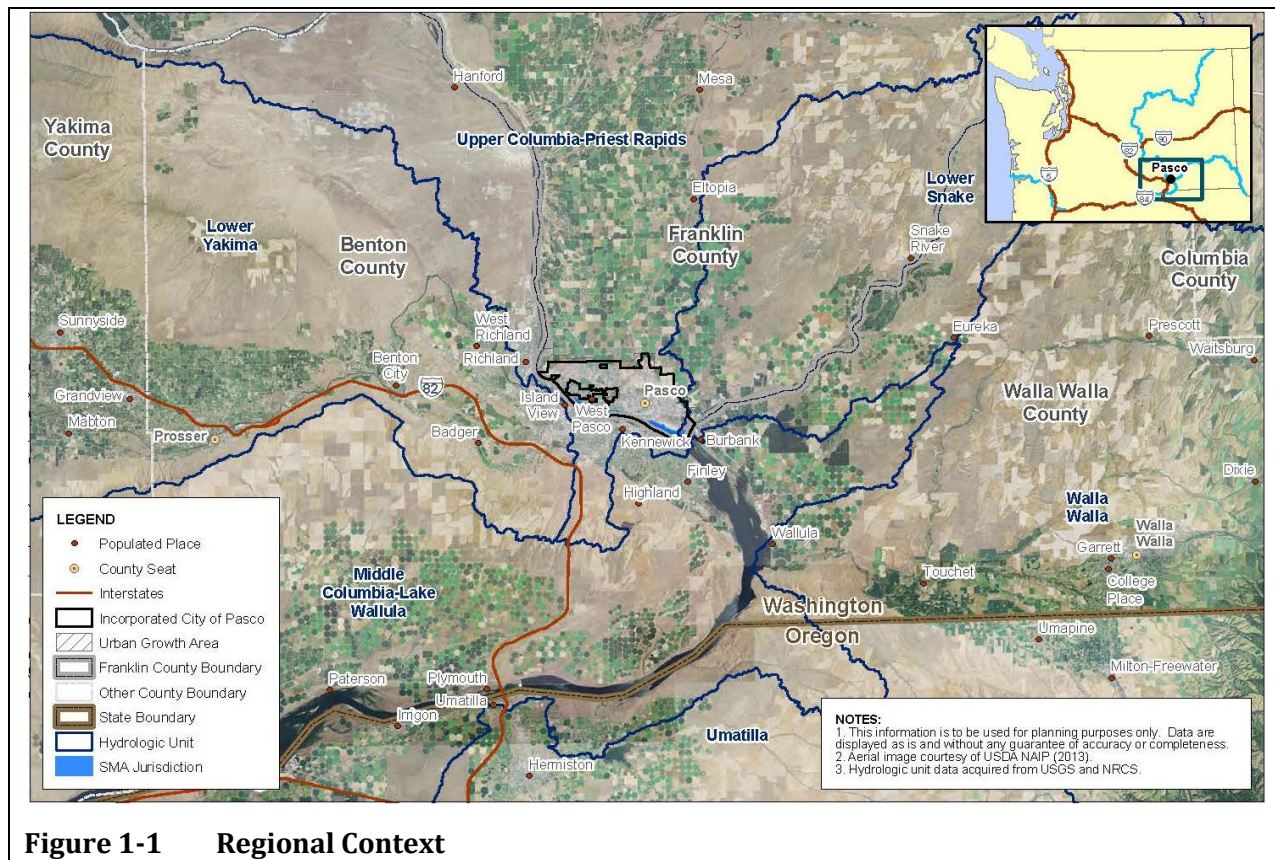 Hanford
Mesa
Yakima
County
Upper Columbia-Priest Rapids
Lower
Yakima
Benton
County
Eltopia
Franklin
County
Lower
Snake
Snake
River
Columbia
County
82
90
5
84
Pasco
Sunnyside
West
Richland
Richland
Benton
City
82
Grandview
Mabton
Prosser
Badger
Island
View
West
Pasco
Pasco
Kennewick
Burbank
Finley
Highland
Eureka
Prescott
Waitsburg
Walla Walla
County
Dixie
Walla
Walla
Wallula
Touchet
Garrett
Walla
Walla
College
Place
Washington
Oregon
Umapine
Milton-Freewater
Middle
Columbia-Lake
Wallula
Paterson
Plymouth
Umatilla
Irrigon
Hermiston
Umatilla
LEGEND
Populated Place
County Seat
Interstates
Incorporated City of Pasco
Urban Growth Area
Franklin County Boundary
Other County Boundary
State Boundary
Hydrologic Unit
SMA Jurisdiction
NOTES:
1. This information is to be used for planning purposes only. Data are
displayed as is and without any guarantee of accuracy or completeness.
2. Aerial image courtesy of USDA NAIP (2013).
3. Hydrologic unit data acquired from USGS and NRCS.
Figure 1-1 Regional Context